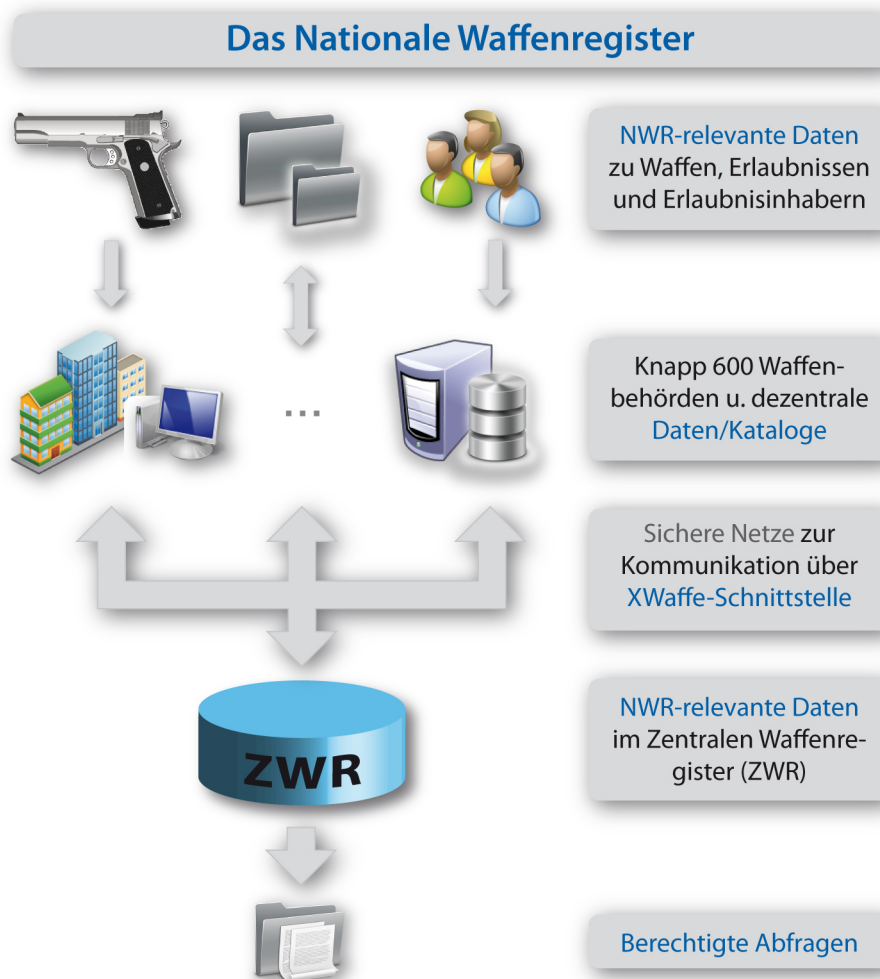 Das Nationale Waffenregister
NWR-relevante Daten
zu Waffen, Erlaubnissen
und Erlaubnisinhabern
...
Knapp 600 Waffen-
behörden u. dezentrale
Daten/Kataloge
Sichere Netze zur
Kommunikation über
XWaffe-Schnittstelle
ZWR
NWR-relevante Daten
im Zentralen Waffenre-
gister (ZWR)
Berechtigte Abfragen